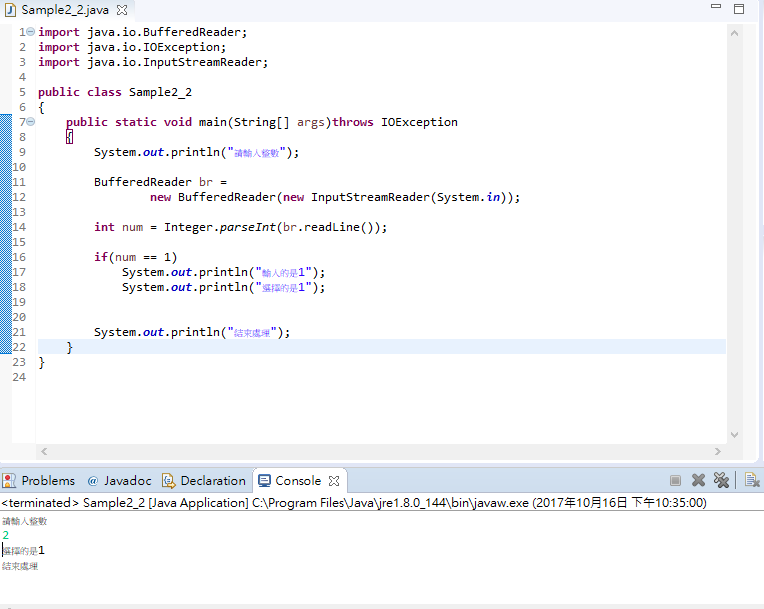 Sample2_2.java
1 import java.io.BufferedReader;
2 import java.io.IOException;
3 import java.io.InputStreamReader;
4
5 public class Sample2_2
6 {
7 public static void main(String[] args)throws IOException
8 {
9 System.out.println("請輸入整數");
10
11 BufferedReader br =
12 new BufferedReader(new InputStreamReader(System.in));
13
14 int num = Integer.parseInt(br.readLine());
15
16 if(num == 1)
17 System.out.println("輸入的是1");
18 System.out.println("選擇的是1");
19
20
21 System.out.println("結束處理");
22 }
23 }
24
Problems @ Javadoc Declaration Console
<terminated> Sample2_2 [Java Application] C:\Program Files\Java\jre1.8.0_144\bin\javaw.exe (2017年10月16日 下午10:35:00)
請輸入整數
2
選擇的是1
結束處理